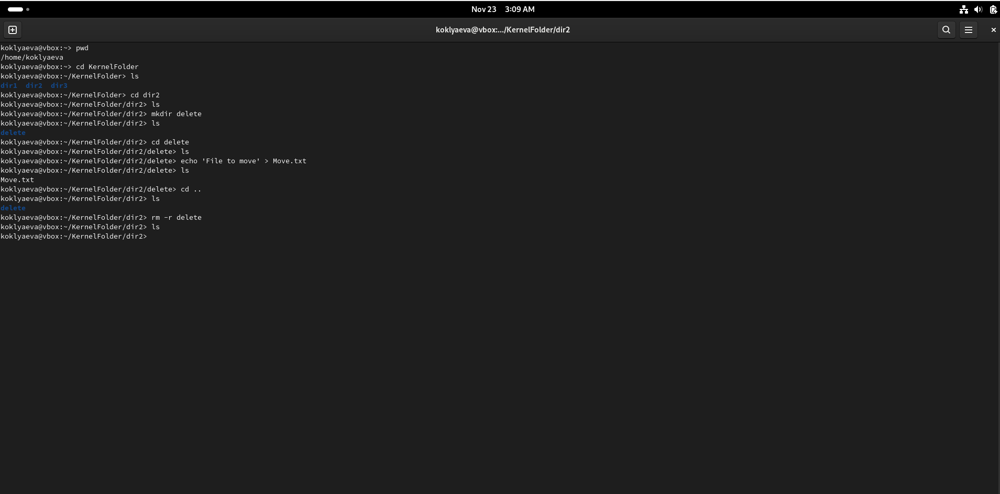 Nov 23 3:09 AM
koklyaeva@vbox:.../KernelFolder/dir2
koklyaeva@vbox:~> pwd
/home/koklyaeva
koklyaeva@vbox:~> cd KernelFolder
koklyaeva@vbox:~/KernelFolder> ls
dir1  dir2  dir3
koklyaeva@vbox:~/KernelFolder> cd dir2
koklyaeva@vbox:~/KernelFolder/dir2> ls
koklyaeva@vbox:~/KernelFolder/dir2> mkdir delete
koklyaeva@vbox:~/KernelFolder/dir2> ls
delete
koklyaeva@vbox:~/KernelFolder/dir2> cd delete
koklyaeva@vbox:~/KernelFolder/dir2/delete> ls
koklyaeva@vbox:~/KernelFolder/dir2/delete> echo 'File to move' > Move.txt
koklyaeva@vbox:~/KernelFolder/dir2/delete> ls
Move.txt
koklyaeva@vbox:~/KernelFolder/dir2/delete> cd ..
koklyaeva@vbox:~/KernelFolder/dir2> ls
delete
koklyaeva@vbox:~/KernelFolder/dir2> rm -r delete
koklyaeva@vbox:~/KernelFolder/dir2> ls
koklyaeva@vbox:~/KernelFolder/dir2>